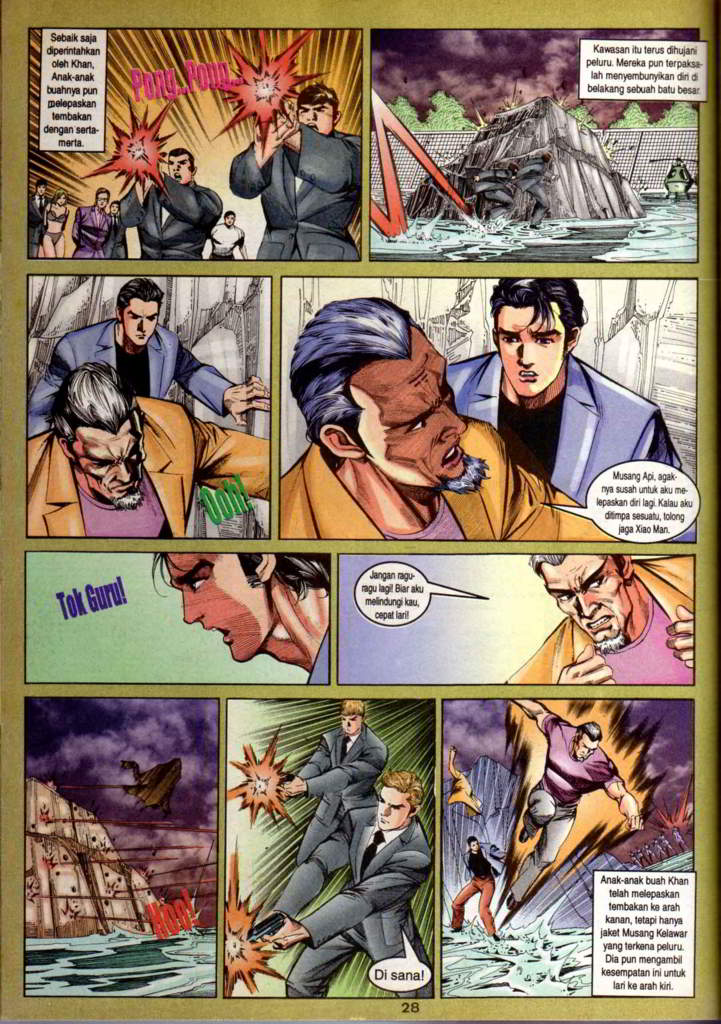 Sebaik saja
diperintahkan
oleh Khan,
Anak-anak
buahnya pun
melepaskan
tembakan
dengan serta-
merta.
Pong...Pong...
Kawasan itu terus dihujani
peluru. Mereka pun terpaksa-
lah menyembunyikan diri di
belakang sebuah batu besar.
Ooh!
Musang Api, agak-
nya susah untuk aku me-
lepaskan diri lagi. Kalau aku
ditimpa sesuatu, tolong
jaga Xiao Man.
Tok Guru!
Jangan ragu-
ragu lagi! Biar aku
melindungi kau,
cepat lari!
Hoo!
Di sana!
Anak-anak buah Khan
telah melepaskan
tembakan ke arah
kanan, tetapi hanya
jaket Musang Kelawar
yang terkena peluru.
Dia pun mengambil
kesempatan ini untuk
lari ke arah kiri.
28